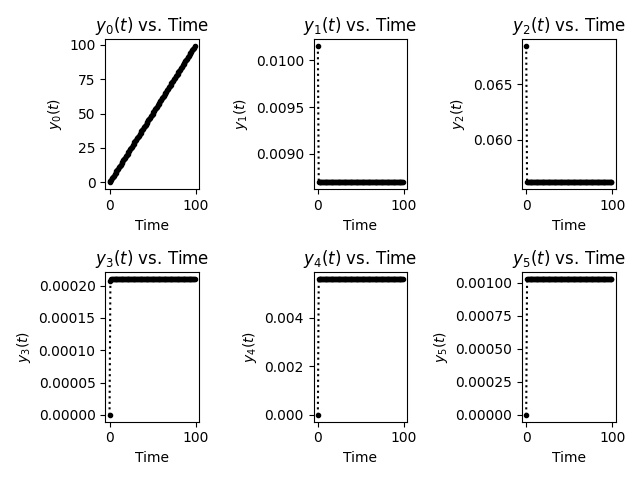 y₀(t) vs. Time
y₁(t) vs. Time
y₂(t) vs. Time
100
75
50
25
0
y₀(t)
0
100
Time
0.0100
0.0095
0.0090
y₁(t)
0
100
Time
0.065
0.060
y₂(t)
0
100
Time
y₃(t) vs. Time
y₄(t) vs. Time
y₅(t) vs. Time
0.00020
0.00015
0.00010
0.00005
0.00000
y₃(t)
0
100
Time
0.004
0.002
0.000
y₄(t)
0
100
Time
0.00100
0.00075
0.00050
0.00025
0.00000
y₅(t)
0
100
Time